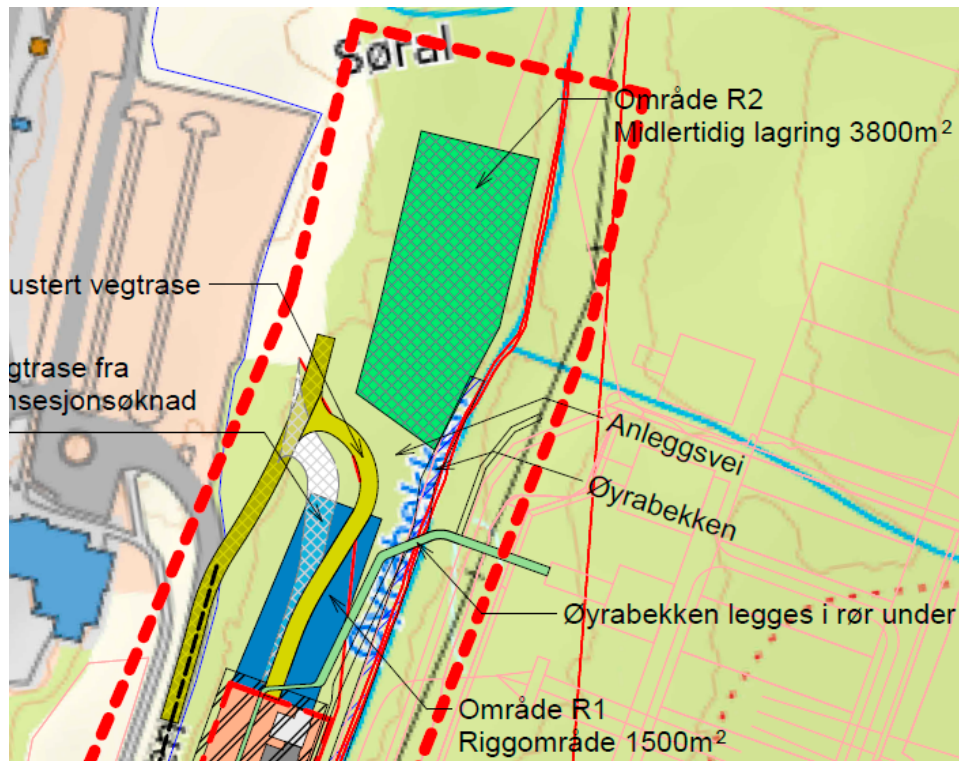 Søral
Område R2
Midlertidig lagring 3800m²
ustert vegtrase
gtrase fra
nsesjonsøknad
Anleggsvei
Øyrabekken
Øyrabekken legges i rør under
Område R1
Riggområde 1500m²